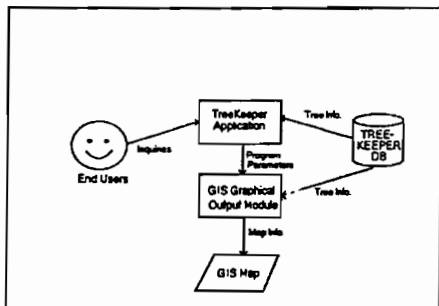 TreeKeeper
Application
Tree Info.
TREE-
KEEPER
DB
Inquires
End Users
Program
Parameters
GIS Graphical
Output Module
Tree Info.
Map Info.
GIS Map